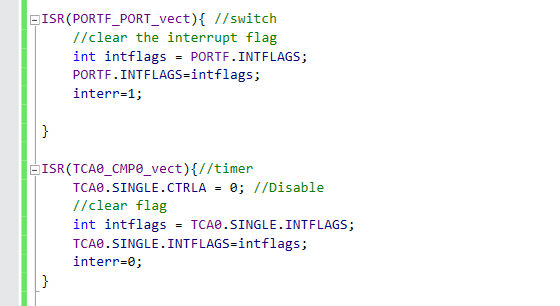 ISR(PORTF_PORT_vect){ //switch
//clear the interrupt flag
int intflags = PORTF.INTFLAGS;
PORTF.INTFLAGS=intflags;
interr=1;
}
ISR(TCA0_CMP0_vect){//timer
TCA0.SINGLE.CTRLA = 0; //Disable
//clear flag
int intflags = TCA0.SINGLE.INTFLAGS;
TCA0.SINGLE.INTFLAGS=intflags;
interr=0;
}